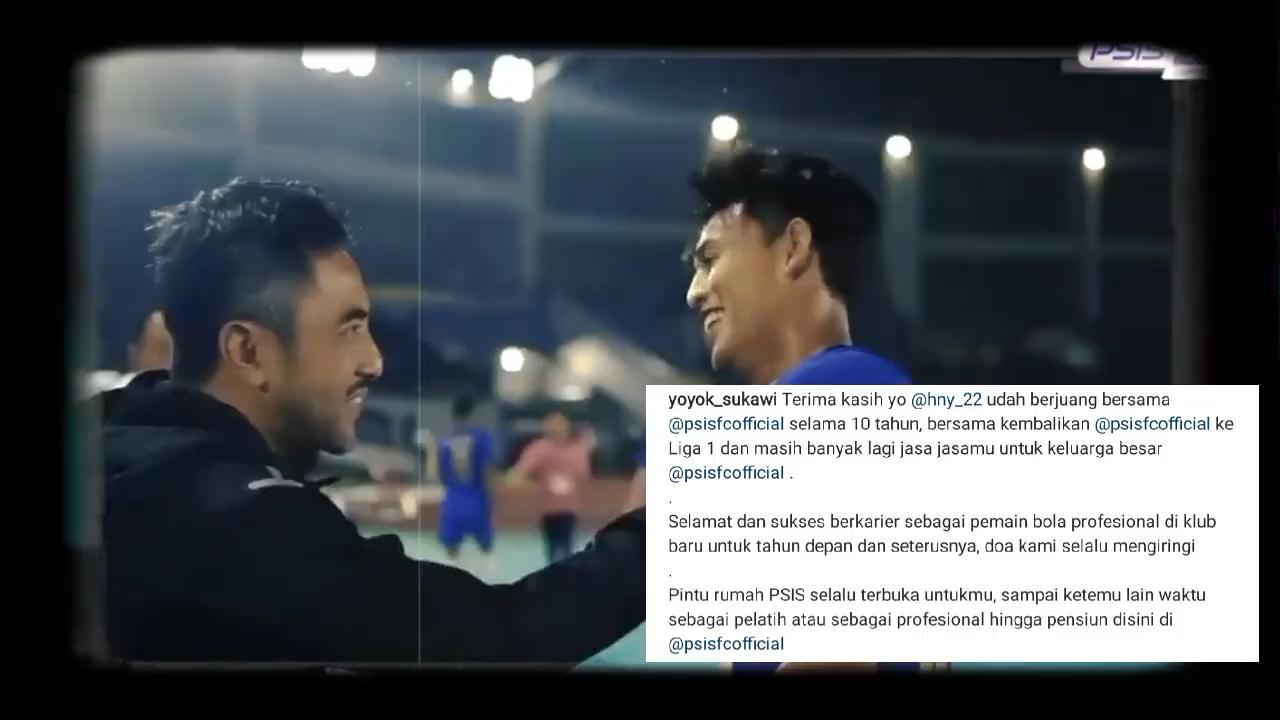 PSIS
yoyok_sukawi Terima kasih yo @hny_22 udah berjuang bersama
@psisfcofficial selama 10 tahun, bersama kembalikan @psisfcofficial ke
Liga 1 dan masih banyak lagi jasa jasamu untuk keluarga besar
@psisfcofficial .
.
Selamat dan sukses berkarier sebagai pemain bola profesional di klub
baru untuk tahun depan dan seterusnya, doa kami selalu mengiringi
.
Pintu rumah PSIS selalu terbuka untukmu, sampai ketemu lain waktu
sebagai pelatih atau sebagai profesional hingga pensiun disini di
@psisfcofficial